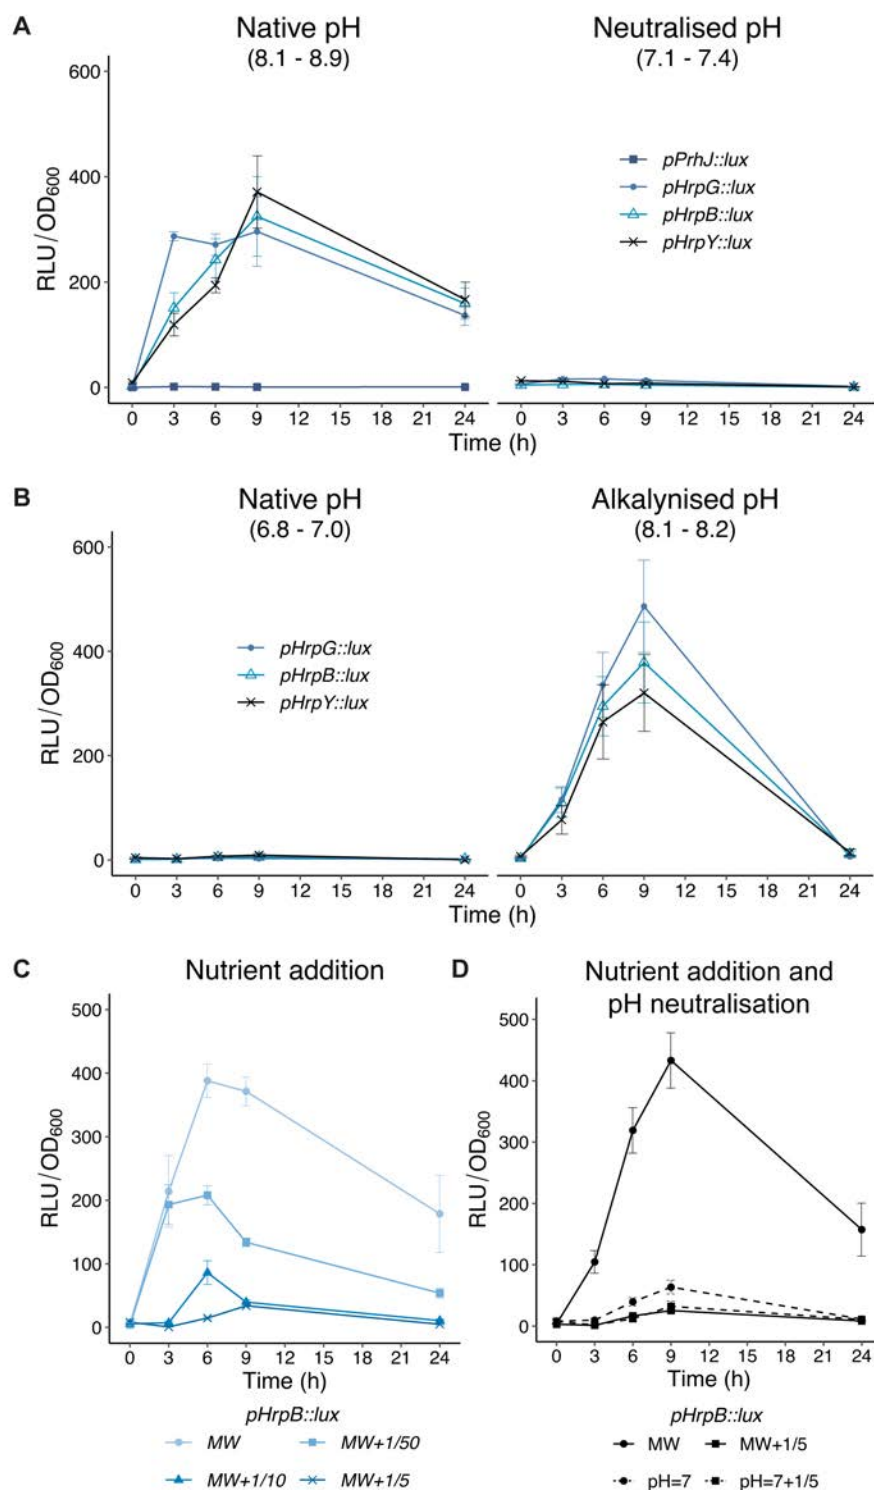 A
Native pH
(8.1 - 8.9)
Neutralised pH
(7.1 - 7.4)
600
400
200
0
RLU/OD600
pPrhJ::lux
pHrpG::lux
pHrpB::lux
pHrpY::lux
0 3 6 9 12 15 18 21 24
0 3 6 9 12 15 18 21 24
Time (h)
B
Native pH
(6.8 - 7.0)
Alkalynised pH
(8.1 - 8.2)
600
400
200
0
RLU/OD600
pHrpG::lux
pHrpB::lux
pHrpY::lux
0 3 6 9 12 15 18 21 24
0 3 6 9 12 15 18 21 24
Time (h)
C
Nutrient addition
500
400
300
200
100
0
RLU/OD600
0 3 6 9 12 15 18 21 24
Time (h)
pHrpB::lux
MW MW+1/50
MW+1/10 MW+1/5
D
Nutrient addition and
pH neutralisation
500
400
300
200
100
0
RLU/OD600
0 3 6 9 12 15 18 21 24
Time (h)
pHrpB::lux
MW MW+1/5
pH=7 pH=7+1/5